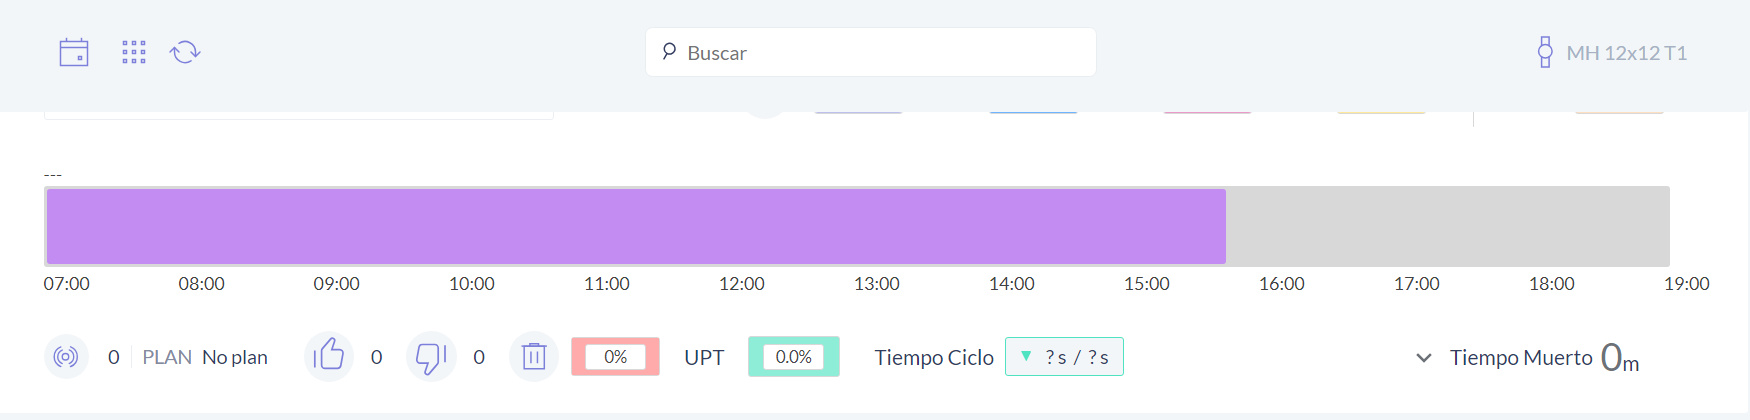 Buscar
MH 12x12 T1
---
07:00 08:00 09:00 10:00 11:00 12:00 13:00 14:00 15:00 16:00 17:00 18:00 19:00
0 PLAN No plan 0 0 0% UPT 0.0% Tiempo Ciclo ?s / ?s Tiempo Muerto 0m